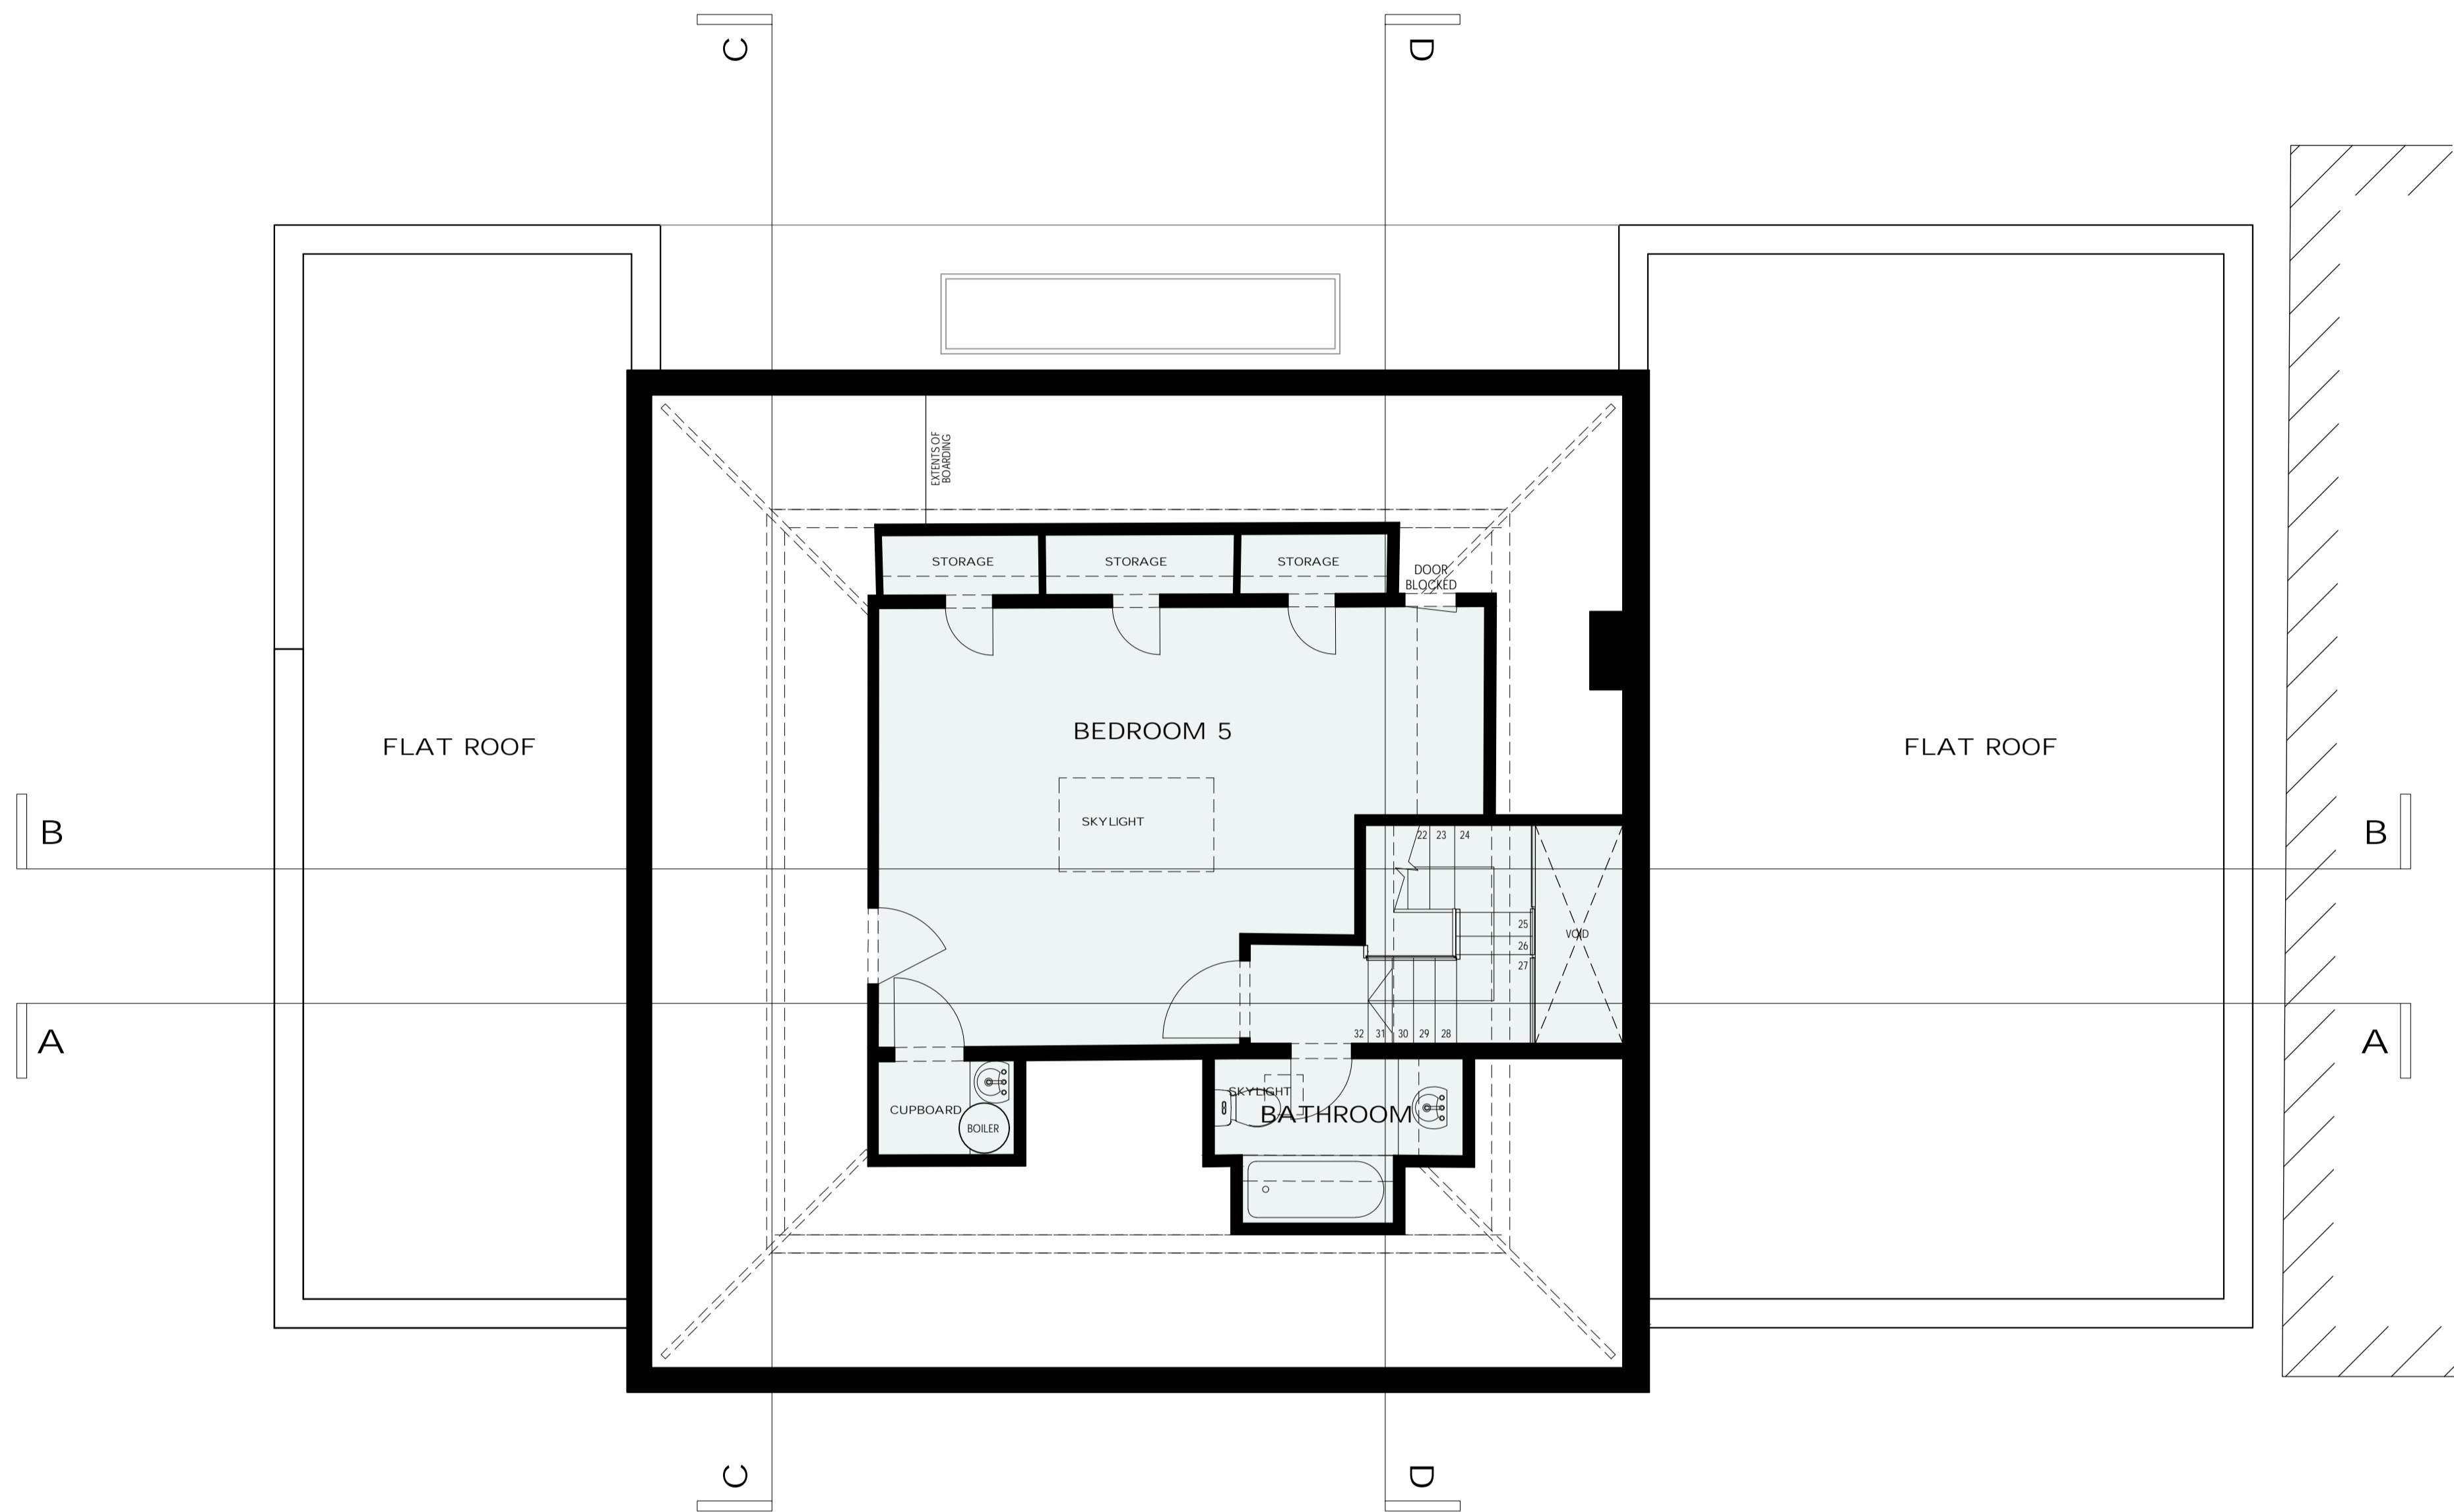 C
D
EXTENTS OF
BOARDING
STORAGE
STORAGE
STORAGE
DOOR
BLOCKED
BEDROOM 5
FLAT ROOF
FLAT ROOF
SKYLIGHT
B
B
22
23
24
25
26
27
VOID
A
A
32
31
30
29
28
SKYLIGHT
CUPBOARD
BATHROOM
BOILER
C
D